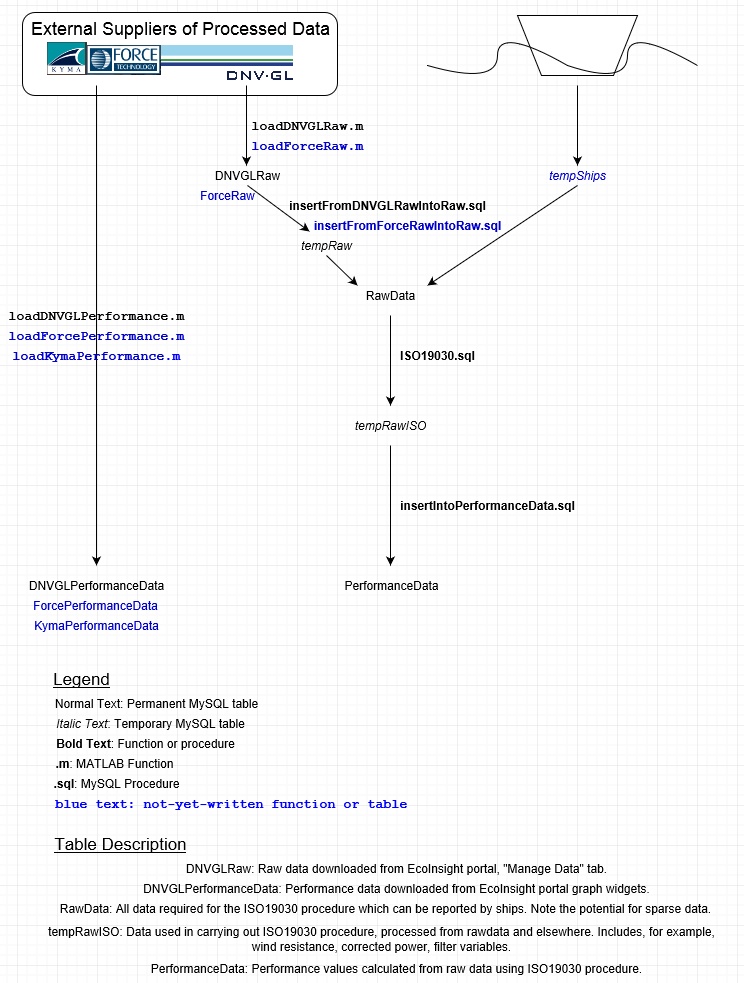 External Suppliers of Processed Data
KYMA
FORCE
TECHNOLOGY
DNV·GL
loadDNVGLRaw.m
loadForceRaw.m
DNVGLRaw
ForceRaw
tempShips
insertFromDNVGLRawIntoRaw.sql
insertFromForceRawIntoRaw.sql
tempRaw
RawData
loadDNVGLPerformance.m
loadForcePerformance.m
loadKymaPerformance.m
ISO19030.sql
tempRawISO
insertIntoPerformanceData.sql
DNVGLPerformanceData
ForcePerformanceData
KymaPerformanceData
PerformanceData
Legend
Normal Text: Permanent MySQL table
Italic Text: Temporary MySQL table
Bold Text: Function or procedure
.m: MATLAB Function
.sql: MySQL Procedure
blue text: not-yet-written function or table
Table Description
DNVGLRaw: Raw data downloaded from EcoInsight portal, "Manage Data" tab.
DNVGLPerformanceData: Performance data downloaded from EcoInsight portal graph widgets.
RawData: All data required for the ISO19030 procedure which can be reported by ships. Note the potential for sparse data.
tempRawISO: Data used in carrying out ISO19030 procedure, processed from rawdata and elsewhere. Includes, for example,
wind resistance, corrected power, filter variables.
PerformanceData: Performance values calculated from raw data using ISO19030 procedure.